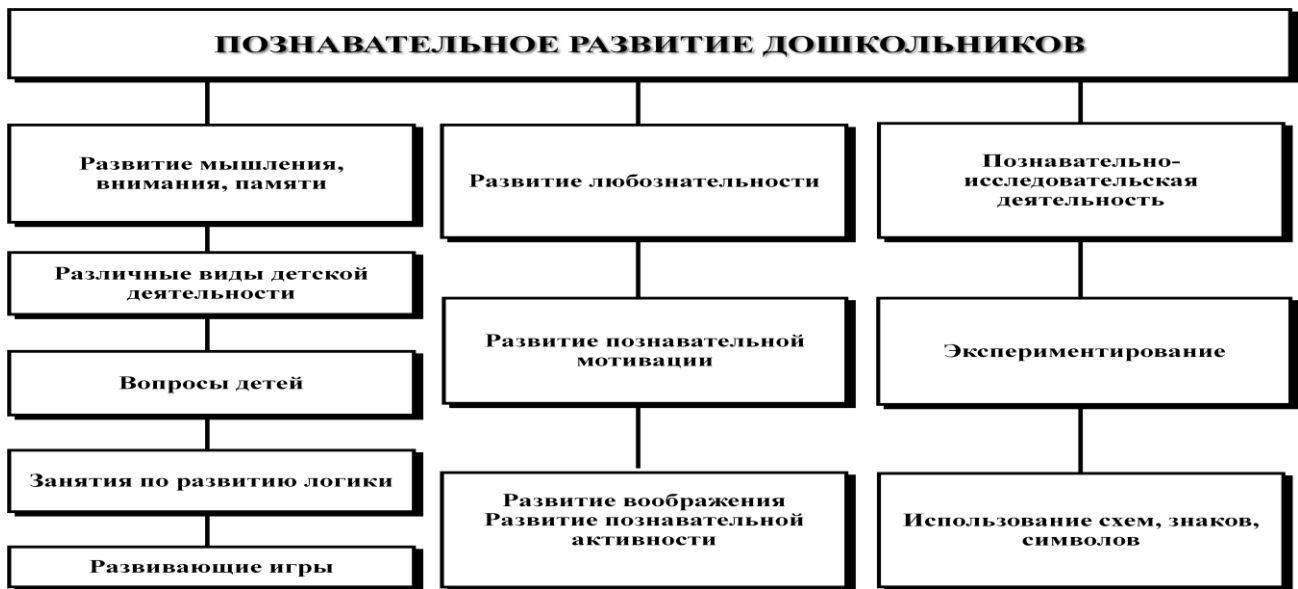 ПОЗНАВАТЕЛЬНОЕ РАЗВИТИЕ ДОШКОЛЬНИКОВ
Развитие мышления,
внимания, памяти
Различные виды детской
деятельности
Вопросы детей
Занятия по развитию логики
Развивающие игры
Развитие любознательности
Развитие познавательной
мотивации
Развитие воображения
Развитие познавательной
активности
Познавательно-
исследовательская
деятельность
Экспериментирование
Использование схем, знаков,
символов